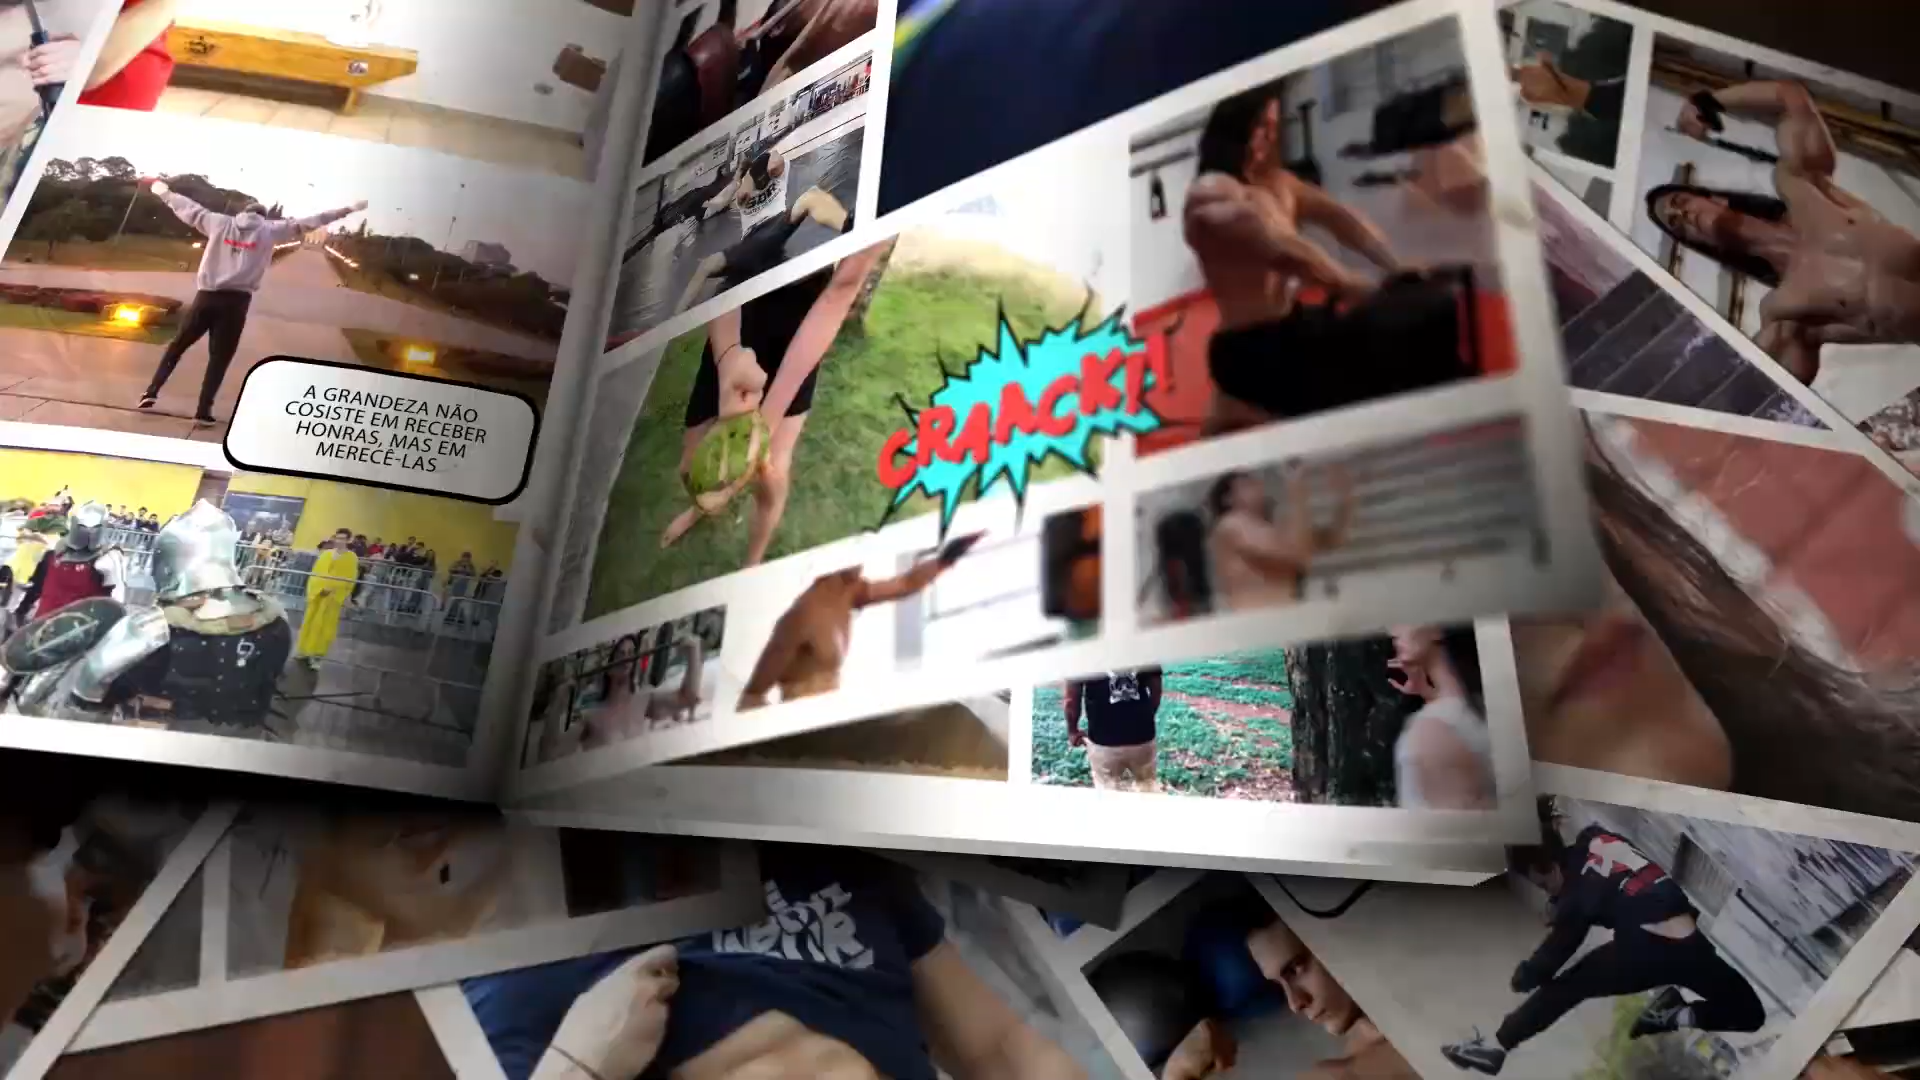 A GRANDEZA NÃO
COSISTE EM RECEBER
HONRAS, MAS EM
MERECÊ-LAS
CRAACK!!